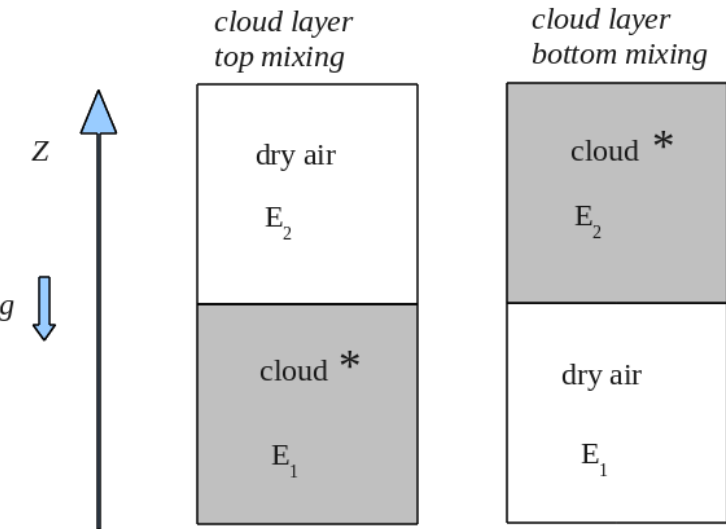 cloud layer
top mixing
cloud layer
bottom mixing
Z
g
dry air
E₂
cloud *
E₁
cloud *
E₂
dry air
E₁